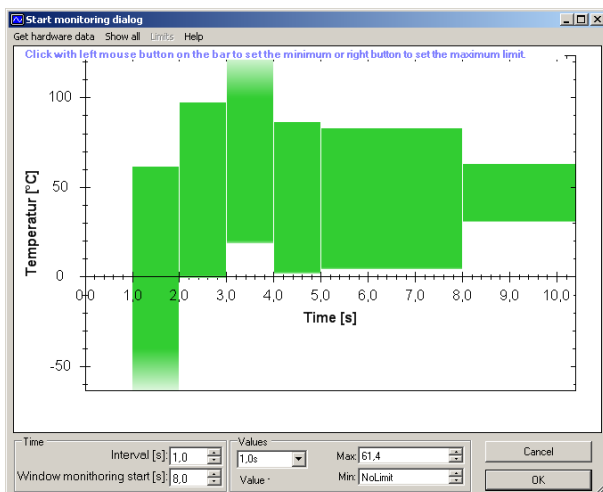 Start monitoring dialog
Get hardware data Show all Limits Help
Click with left mouse button on the bar to set the minimum or right button to set the maximum limit.
100
50
0
-50
Temperatur [°C]
0,0 1,0 2,0 3,0 4,0 5,0 6,0 7,0 8,0 9,0 10,0
Time [s]
Time
Interval [s]: 1,0
Window monithoring start [s]: 8,0
Values
1,0s
Value -
Max: 61,4
Min: NoLimit
Cancel
OK